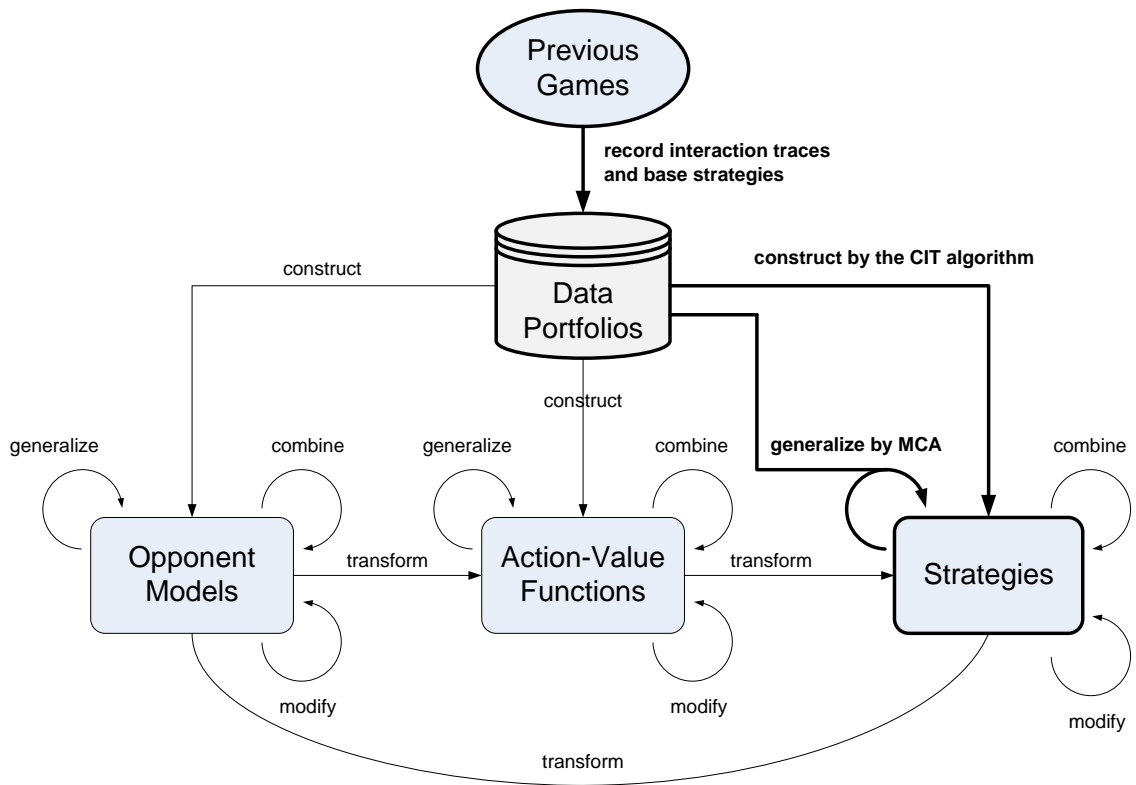 Previous
Games
record interaction traces
and base strategies
construct
construct by the CIT algorithm
Data
Portfolios
construct
generalize
combine
generalize
combine
generalize by MCA
combine
Opponent
Models
transform
Action-Value
Functions
transform
Strategies
modify
modify
modify
transform